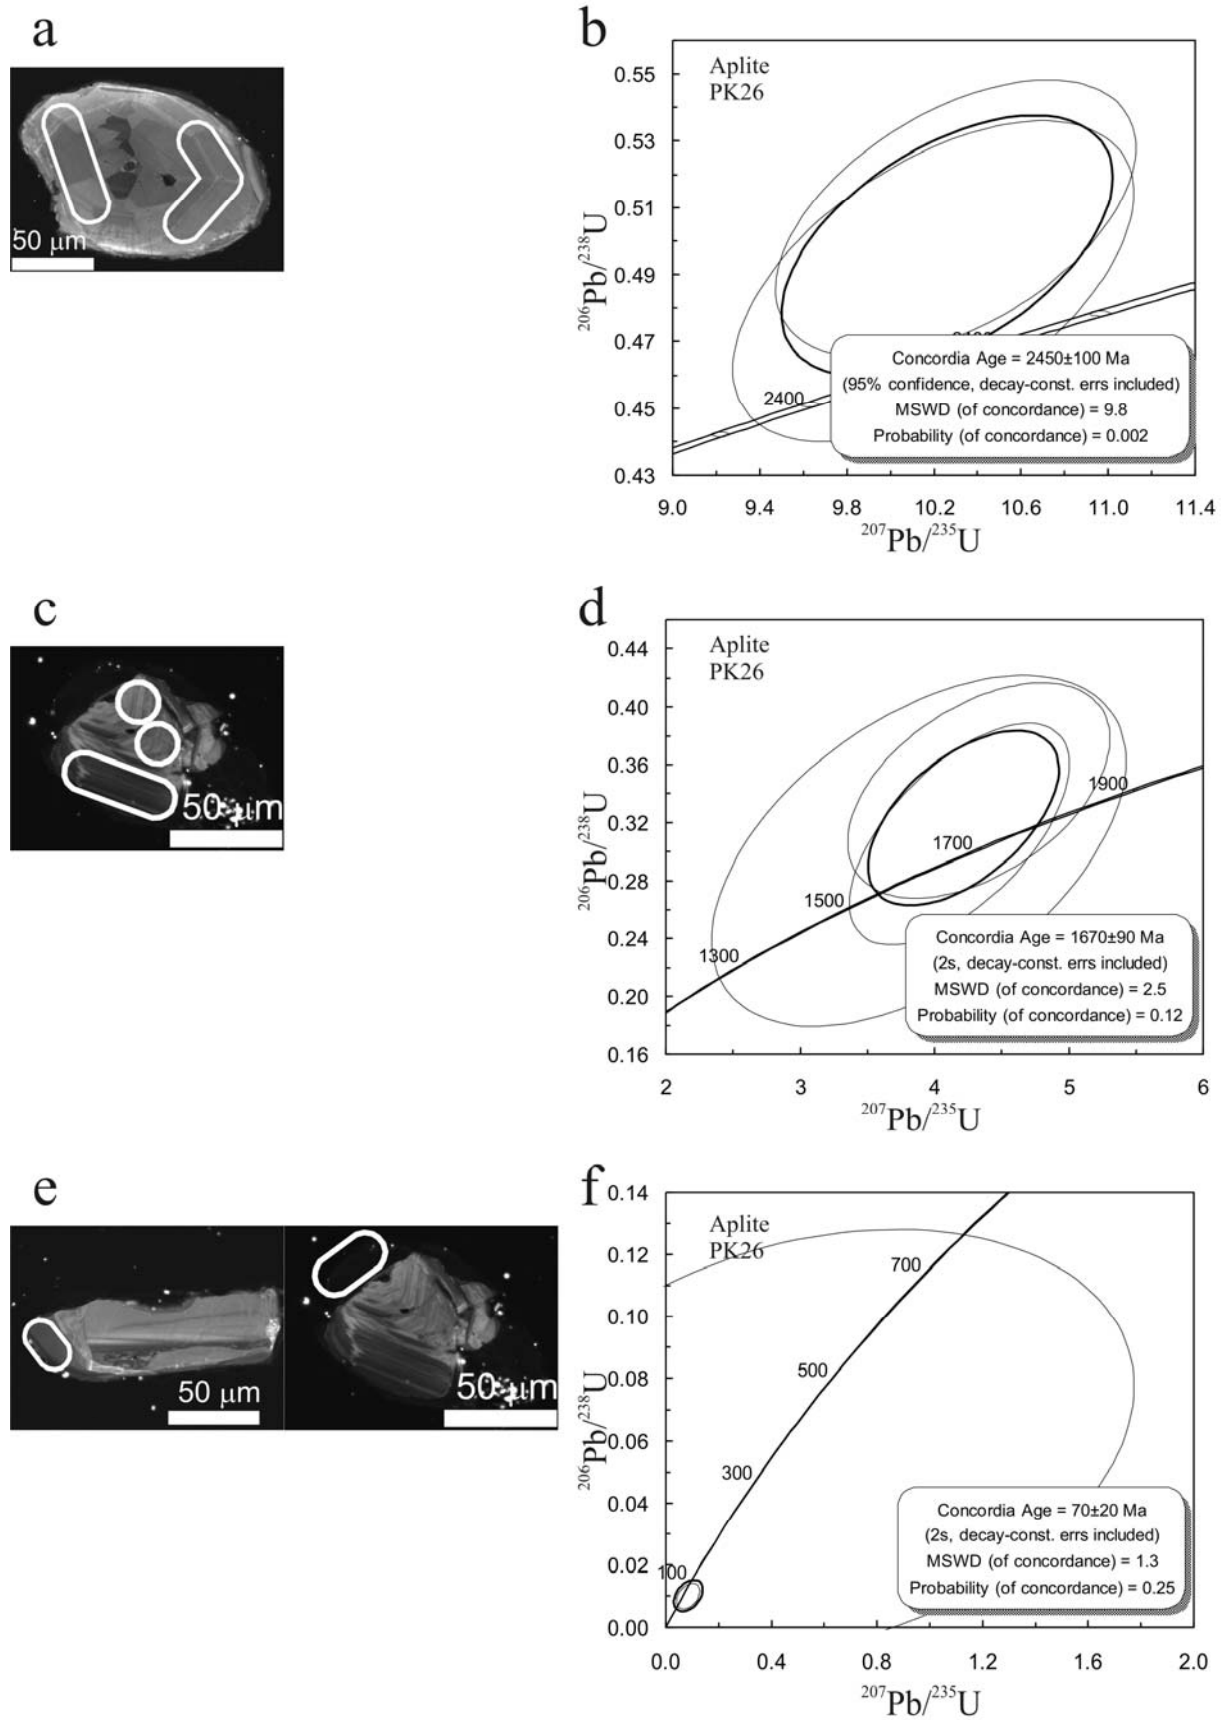 a
50 μm
b
Aplite
PK26
0.55
0.53
0.51
0.49
0.47
0.45
0.43
206Pb/238U
2400
Concordia Age = 2450±100 Ma
(95% confidence, decay-const. errs included)
MSWD (of concordance) = 9.8
Probability (of concordance) = 0.002
9.0 9.4 9.8 10.2 10.6 11.0 11.4
207Pb/235U
c
50 μm
d
Aplite
PK26
0.44
0.40
0.36
0.32
0.28
0.24
0.20
0.16
206Pb/238U
1900
1700
1500
1300
Concordia Age = 1670±90 Ma
(2s, decay-const. errs included)
MSWD (of concordance) = 2.5
Probability (of concordance) = 0.12
2 3 4 5 6
207Pb/235U
e
50 μm
50 μm
f
Aplite
PK26
0.14
0.12
0.10
0.08
0.06
0.04
0.02
0.00
206Pb/238U
700
500
300
100
Concordia Age = 70±20 Ma
(2s, decay-const. errs included)
MSWD (of concordance) = 1.3
Probability (of concordance) = 0.25
0.0 0.4 0.8 1.2 1.6 2.0
207Pb/235U